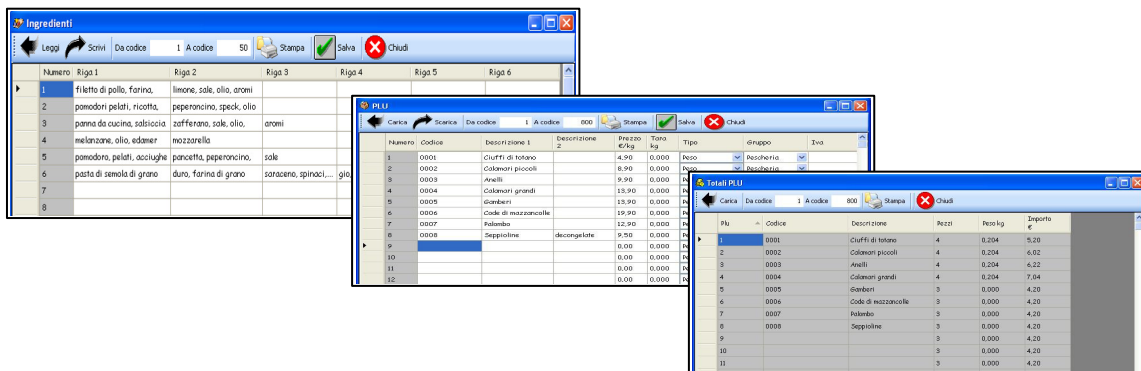 Ingredienti
Leggi Scrivi Da codice 1 A codice 50 Stampa Salva Chiudi
Numero Riga 1 Riga 2 Riga 3 Riga 4 Riga 5 Riga 6
1 filetto di pollo, farina, limone, sale, olio, aromi
2 pomodori pelati, ricotta, peperoncino, speck, olio
3 panna da cucina, salsiccia zafferano, sale, olio, aromi
4 melanzane, olio, edamer mozzarella
5 pomodoro, pelati, acciughe pancetta, peperoncino, sale
6 pasta di semola di grano duro, farina di grano saraceno, spinaci,... gio,
7
8
PLU
Carica Scarica Da codice 1 A codice 800 Stampa Salva Chiudi
Numero Codice Descrizione 1 Descrizione 2 Prezzo €/kg Tara kg Tipo Gruppo Iva
1 0001 Ciuffi di totano 4,90 0,000 Peso Pescheria
2 0002 Calamari piccoli 8,90 0,000 Peso Pescheria
3 0003 Anelli 9,90 0,000 Pe
4 0004 Calamari grandi 13,90 0,000 Pe
5 0005 Gamberi 13,90 0,000 Pe
6 0006 Code di mazzancolle 19,90 0,000 Pe
7 0007 Palombo 12,90 0,000 Pe
8 0008 Seppioline decongelate 9,50 0,000 Pe
9 0,00 0,000 Pe
10 0,00 0,000 Pe
11 0,00 0,000 Pe
12 0,00 0,000 Pe
Totali PLU
Carica Da codice 1 A codice 800 Stampa Chiudi
Plu Codice Descrizione Pezzi Peso kg Importo €
1 0001 Ciuffi di totano 4 0,204 5,20
2 0002 Calamari piccoli 4 0,204 6,02
3 0003 Anelli 4 0,204 6,22
4 0004 Calamari grandi 4 0,204 7,04
5 0005 Gamberi 3 0,000 4,20
6 0006 Code di mazzancolle 3 0,000 4,20
7 0007 Palombo 3 0,000 4,20
8 0008 Seppioline 3 0,000 4,20
9 3 0,000 4,20
10 3 0,000 4,20
11 3 0,000 4,20